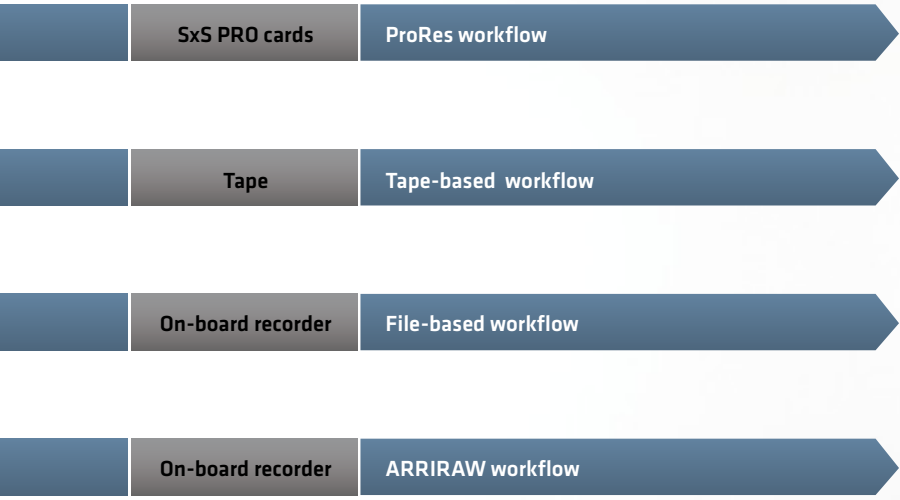 SxS PRO cards ProRes workflow
Tape Tape-based workflow
On-board recorder File-based workflow
On-board recorder ARRIRAW workflow